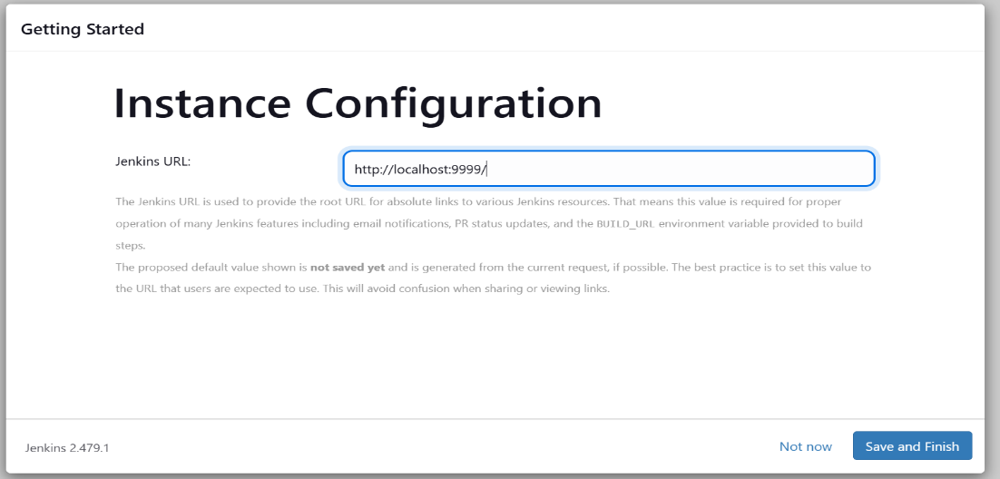 Getting Started
Instance Configuration
Jenkins URL:
http://localhost:9999/
The Jenkins URL is used to provide the root URL for absolute links to various Jenkins resources. That means this value is required for proper
operation of many Jenkins features including email notifications, PR status updates, and the BUILD_URL environment variable provided to build
steps.
The proposed default value shown is not saved yet and is generated from the current request, if possible. The best practice is to set this value to
the URL that users are expected to use. This will avoid confusion when sharing or viewing links.
Jenkins 2.479.1
Not now
Save and Finish